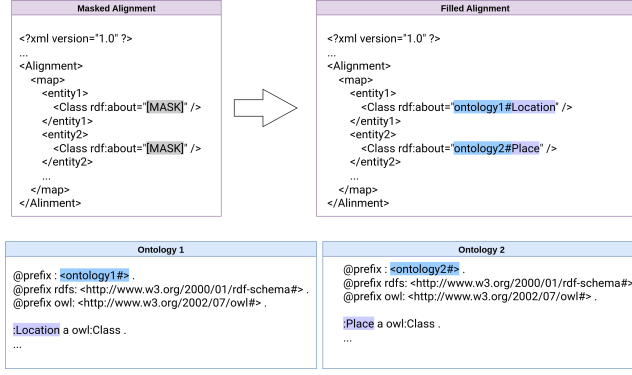 Masked Alignment
<?xml version="1.0" ?>
...
<Alignment>
<map>
<entity1>
<Class rdf:about="[MASK]" />
</entity1>
<entity2>
<Class rdf:about="[MASK]" />
</entity2>
...
</map>
</Alinment>
Filled Alignment
<?xml version="1.0" ?>
...
<Alignment>
<map>
<entity1>
<Class rdf:about="ontology1#Location" />
</entity1>
<entity2>
<Class rdf:about="ontology2#Place" />
</entity2>
...
</map>
</Alinment>
Ontology 1
@prefix : <ontology1#> .
@prefix rdfs: <http://www.w3.org/2000/01/rdf-schema#> .
@prefix owl: <http://www.w3.org/2002/07/owl#> .
:Location a owl:Class .
...
Ontology 2
@prefix : <ontology2#> .
@prefix rdfs: <http://www.w3.org/2000/01/rdf-schema#>
@prefix owl: <http://www.w3.org/2002/07/owl#> .
:Place a owl:Class .
...